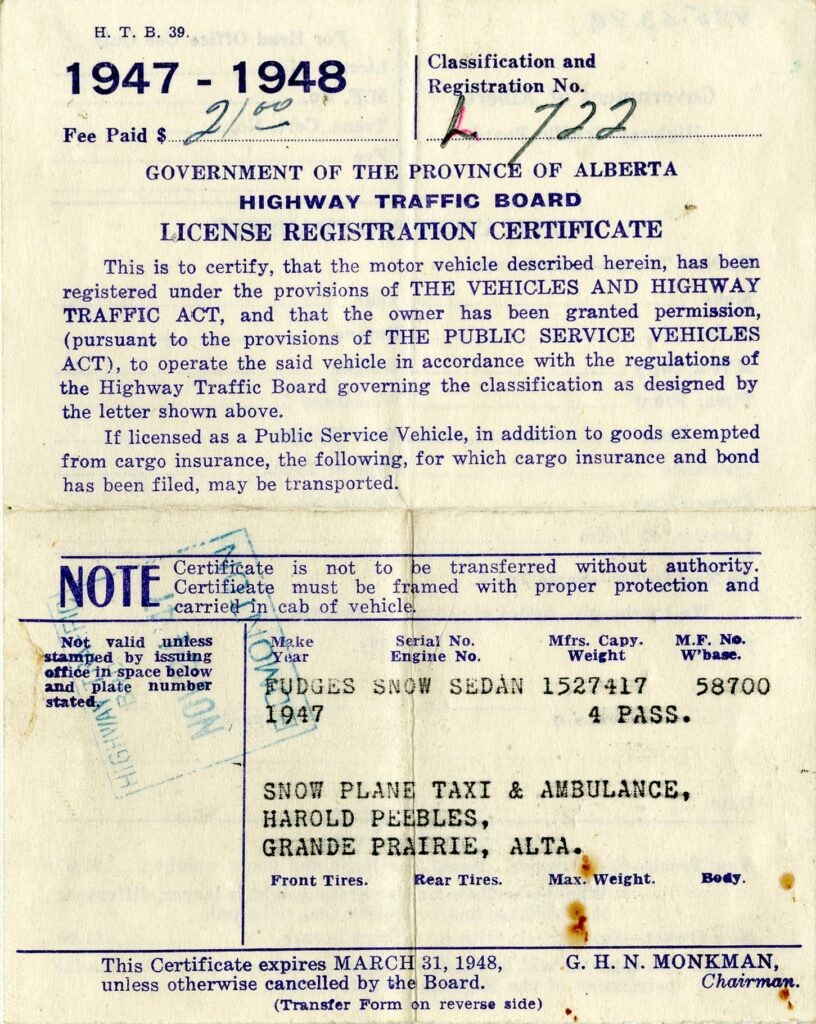 H. T. B. 39.
1947 - 1948
Fee Paid $ 21 00
Classification and
Registration No.
L 722
GOVERNMENT OF THE PROVINCE OF ALBERTA
HIGHWAY TRAFFIC BOARD
LICENSE REGISTRATION CERTIFICATE
This is to certify, that the motor vehicle described herein, has been
registered under the provisions of THE VEHICLES AND HIGHWAY
TRAFFIC ACT, and that the owner has been granted permission,
(pursuant to the provisions of THE PUBLIC SERVICE VEHICLES
ACT), to operate the said vehicle in accordance with the regulations of
the Highway Traffic Board governing the classification as designed by
the letter shown above.
If licensed as a Public Service Vehicle, in addition to goods exempted
from cargo insurance, the following, for which cargo insurance and bond
has been filed, may be transported.
NOTE
Certificate is not to be transferred without authority.
Certificate must be framed with proper protection and
carried in cab of vehicle.
Not valid unless
stamped by issuing
office in space below
and plate number
stated.
HIGHWAY TRAFFIC
EDMONTON
Make Serial No. Mfrs. Capy. M.F. No.
Year Engine No. Weight W'base.
FUDGES SNOW SEDAN 1527417 58700
1947 4 PASS.
SNOW PLANE TAXI & AMBULANCE,
HAROLD PEEBLES,
GRANDE PRAIRIE, ALTA.
Front Tires. Rear Tires. Max. Weight. Body.
This Certificate expires MARCH 31, 1948,
unless otherwise cancelled by the Board.
(Transfer Form on reverse side)
G. H. N. MONKMAN,
Chairman.